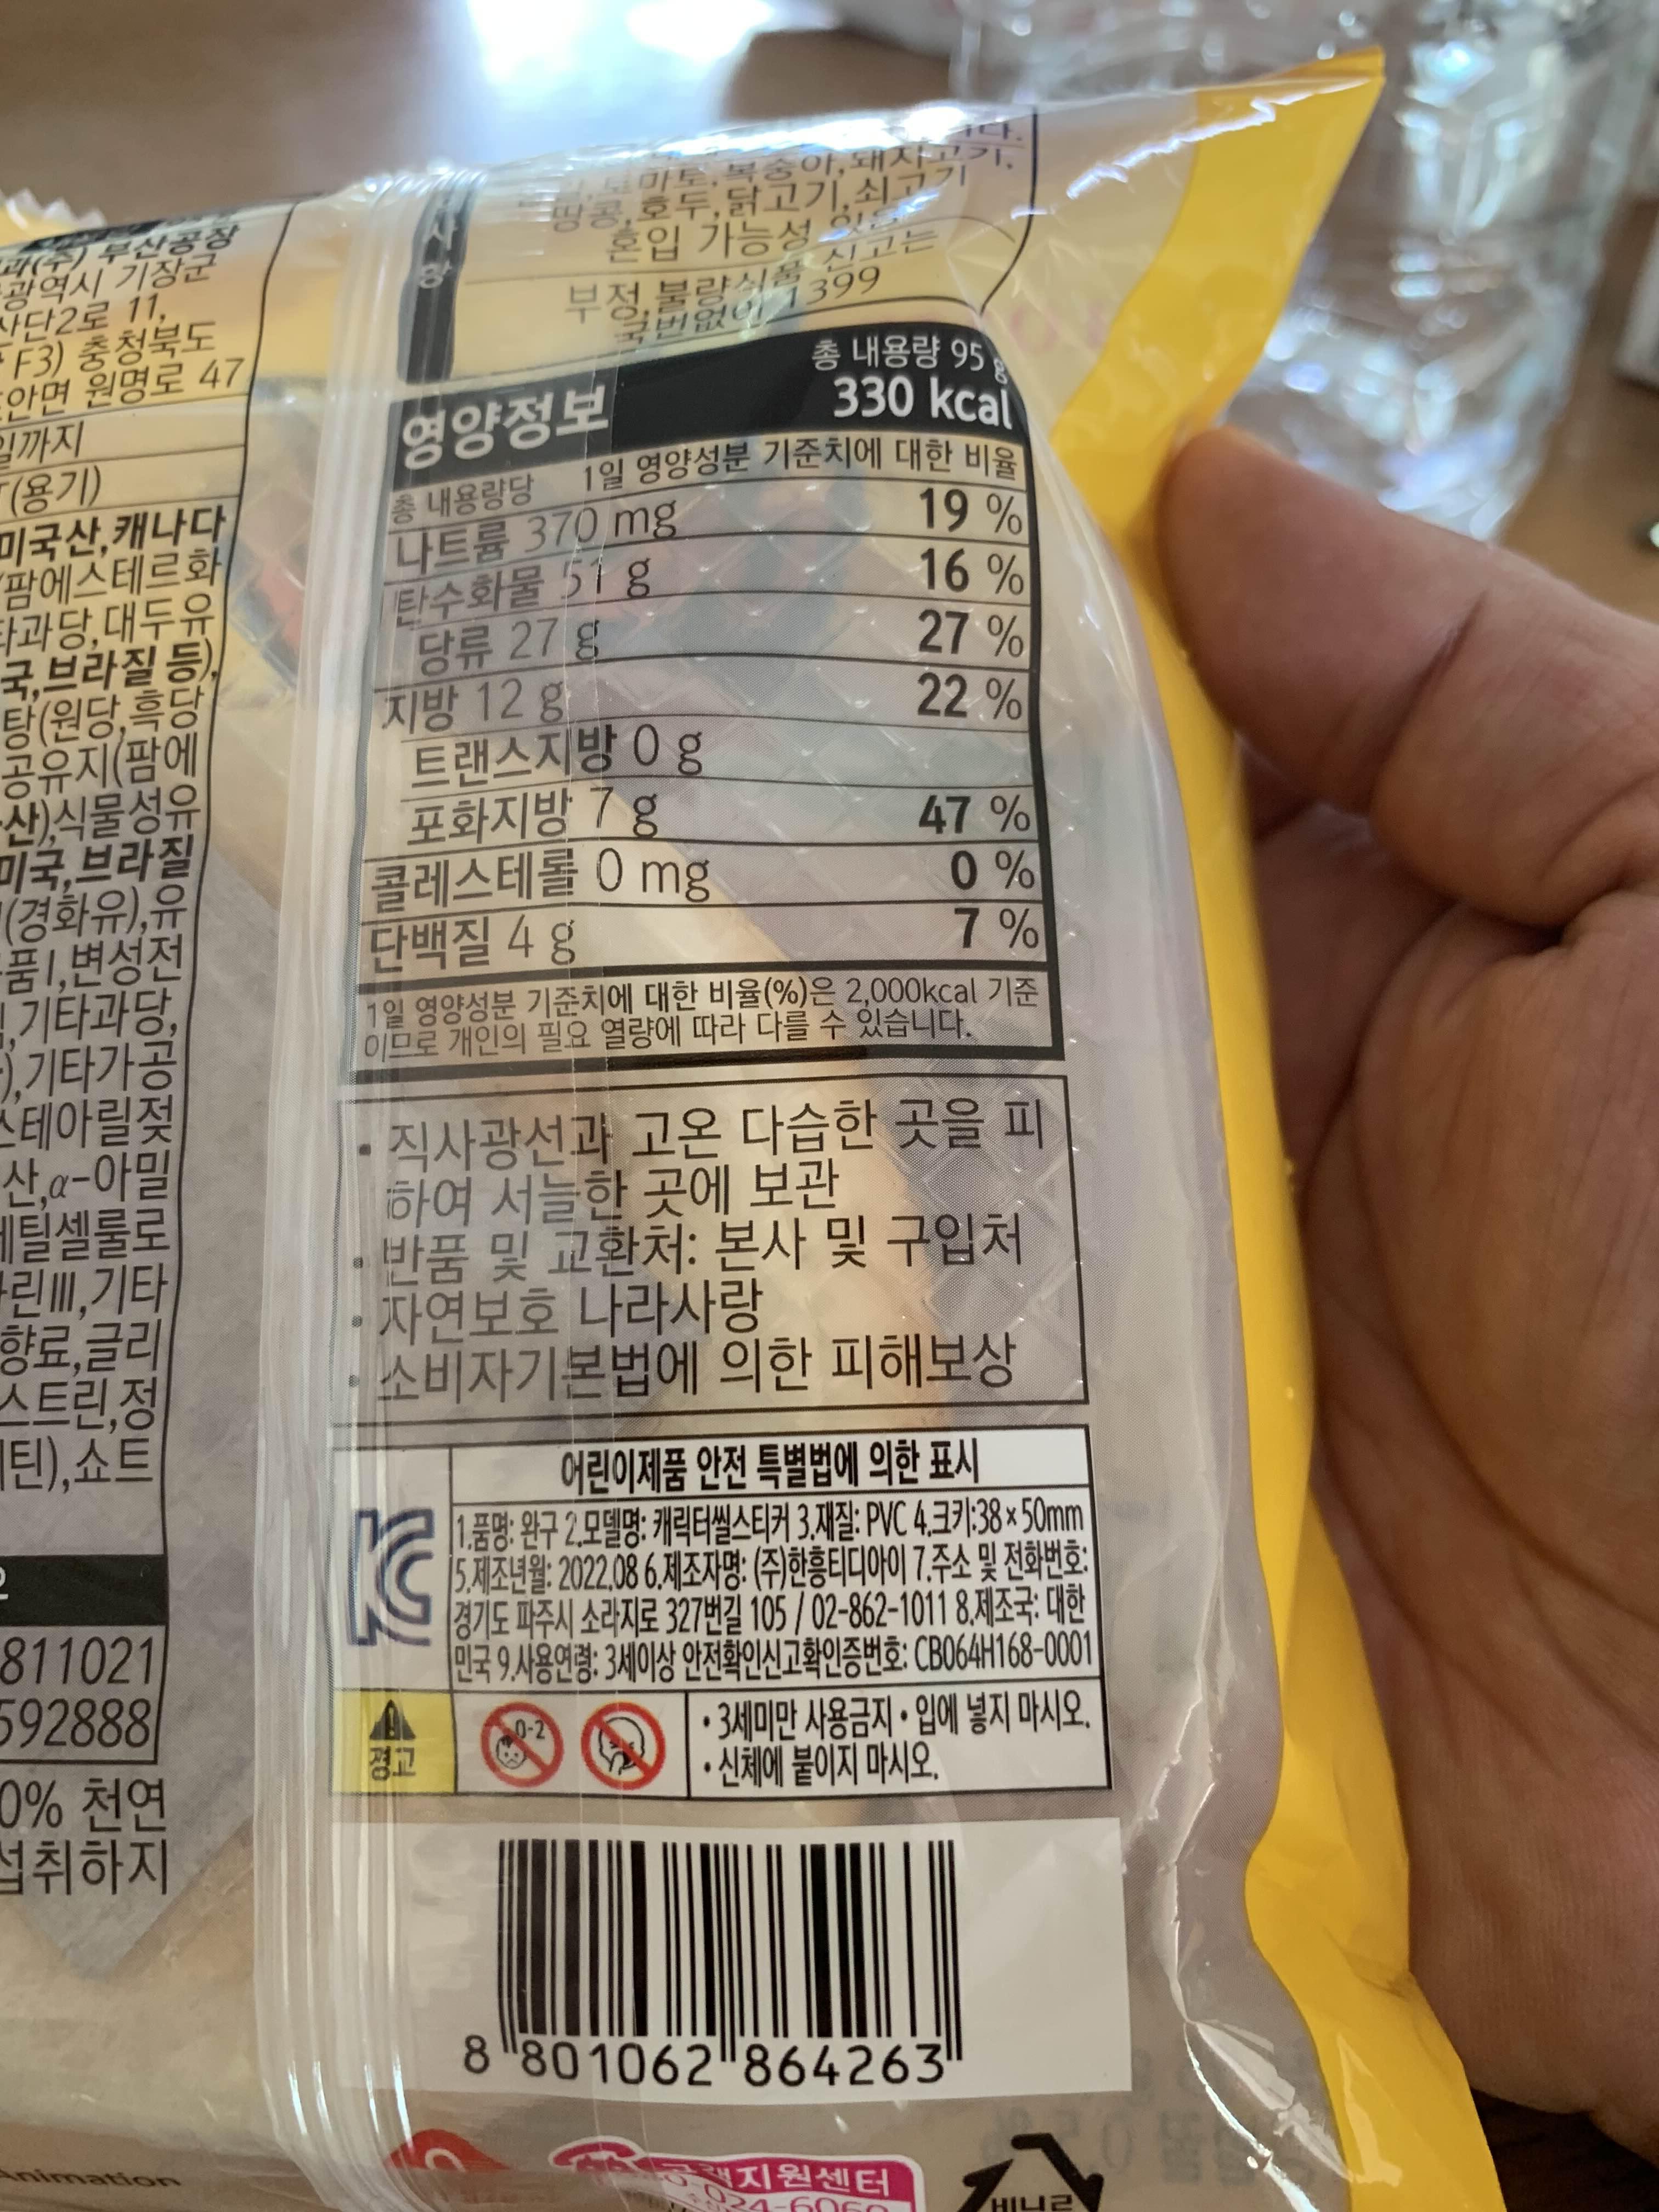 과(주) 부산공장
광역시 기장군
사단2로 11,
F3) 충청북도
안면 원명로 47
일까지
(용기)
미국산,캐나다
팜에스테르화
타과당,대두유
국,브라질 등),
탕(원당,흑당
공유지(팜에
산),식물성유
미국,브라질
(경화유),유
품Ⅰ,변성전
,기타과당,
),기타가공
스테아릴젖
산,α-아밀
메틸셀룰로
린Ⅲ,기타
향료,글리
스트린,정
틴),쇼트
811021
592888
0% 천연
섭취하지
Animation
토마토,복숭아,돼지고기,
땅콩,호두,닭고기,쇠고기
혼입 가능성 있음
부정,불량식품 신고는
국번없이 1399
영양정보
총 내용량 95 g
330 kcal
총 내용량당 1일 영양성분 기준치에 대한 비율
나트륨 370 mg 19 %
탄수화물 51 g 16 %
당류 27 g 27 %
지방 12 g 22 %
트랜스지방 0 g
포화지방 7 g 47 %
콜레스테롤 0 mg 0 %
단백질 4 g 7 %
1일 영양성분 기준치에 대한 비율(%)은 2,000kcal 기준
이므로 개인의 필요 열량에 따라 다를 수 있습니다.
• 직사광선과 고온 다습한 곳을 피
하여 서늘한 곳에 보관
• 반품 및 교환처: 본사 및 구입처
• 자연보호 나라사랑
• 소비자기본법에 의한 피해보상
어린이제품 안전 특별법에 의한 표시
KC
1.품명: 완구 2.모델명: 캐릭터씰스티커 3.재질: PVC 4.크키:38×50mm
5.제조년월: 2022.08 6.제조자명: (주)한흥티디아이 7.주소 및 전화번호:
경기도 파주시 소라지로 327번길 105 / 02-862-1011 8.제조국: 대한
민국 9.사용연령: 3세이상 안전확인신고확인증번호: CB064H168-0001
경고
0-2
• 3세미만 사용금지 • 입에 넣지 마시오.
• 신체에 붙이지 마시오.
8 801062 864263
고객지원센터
024-6060
비닐류